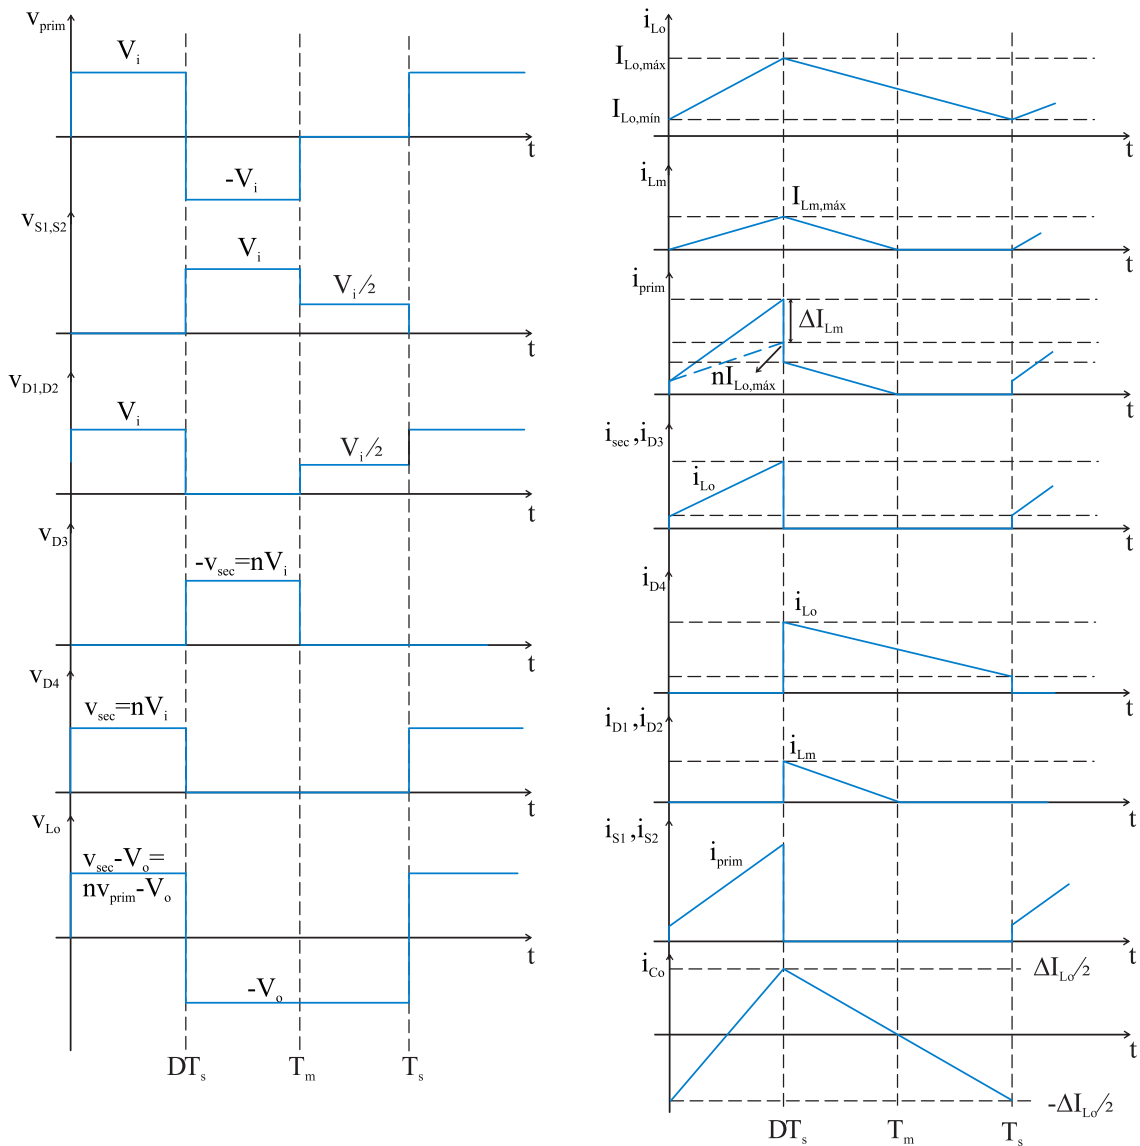 v_prim
V_i
t
-V_i
v_S1,S2
V_i
V_i/2
t
v_D1,D2
V_i
V_i/2
t
v_D3
-v_sec=nV_i
t
v_D4
v_sec=nV_i
t
v_Lo
v_sec-V_o=
nv_prim-V_o
t
-V_o
DT_s
T_m
T_s
i_Lo
I_Lo,máx
I_Lo,mín
t
i_Lm
I_Lm,máx
t
i_prim
ΔI_Lm
nI_Lo,máx
t
i_sec,i_D3
i_Lo
t
i_D4
i_Lo
t
i_D1,i_D2
i_Lm
t
i_S1,i_S2
i_prim
t
i_Co
ΔI_Lo/2
t
-ΔI_Lo/2
DT_s
T_m
T_s